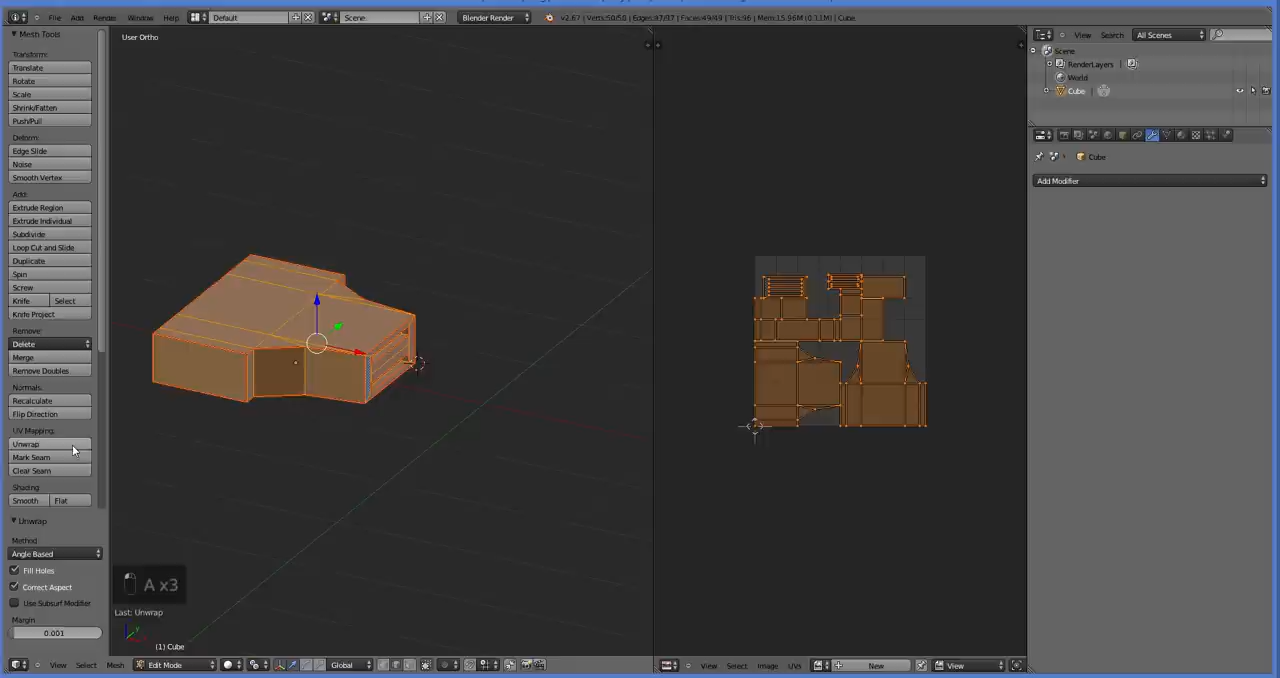 File Add Render Window Help Default Scene Blender Render v2.67 | Verts:50/50 | Edges:97/97 | Faces:49/49 | Tris:96 | Mem:15.96M (0.11M) | Cube
Mesh Tools
Transform:
Translate
Rotate
Scale
Shrink/Fatten
Push/Pull
Deform:
Edge Slide
Noise
Smooth Vertex
Add:
Extrude Region
Extrude Individual
Subdivide
Loop Cut and Slide
Duplicate
Spin
Screw
Knife Select
Knife Project
Remove:
Delete
Merge
Remove Doubles
Normals:
Recalculate
Flip Direction
UV Mapping:
Unwrap
Mark Seam
Clear Seam
Shading:
Smooth Flat
Unwrap
Method
Angle Based
Fill Holes
Correct Aspect
Use Subsurf Modifier
Margin
0.001
User Ortho
A x3
Last: Unwrap
(1) Cube
View Select Mesh Edit Mode Global
View Select Image UVs New View
View Search All Scenes
Scene
RenderLayers |
World
Cube |
Cube
Add Modifier